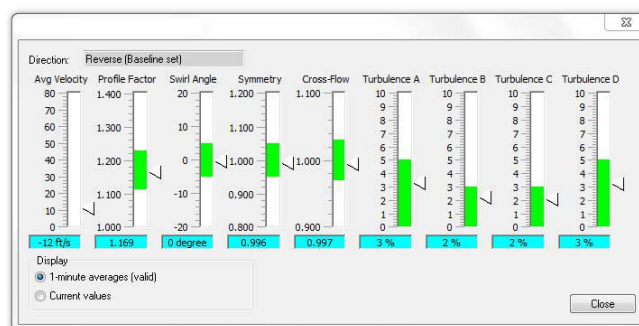 Direction: Reverse (Baseline set)
Avg Velocity Profile Factor Swirl Angle Symmetry Cross-Flow Turbulence A Turbulence B Turbulence C Turbulence D
80 1.400 20 1.200 1.100 10 10 10 10
9 9 9 9
70
8 8 8 8
60 1.300 10 1.100
7 7 7 7
50
6 6 6 6
40 1.200 0 1.000 1.000 5 5 5 5
30
4 4 4 4
20 1.100 -10 0.900
3 3 3 3
2 2 2 2
10
1 1 1 1
0 1.000 -20 0.800 0.900 0 0 0 0
-12 ft/s 1.169 0 degree 0.996 0.997 3 % 2 % 2 % 3 %
Display
1-minute averages (valid)
Current values
Close